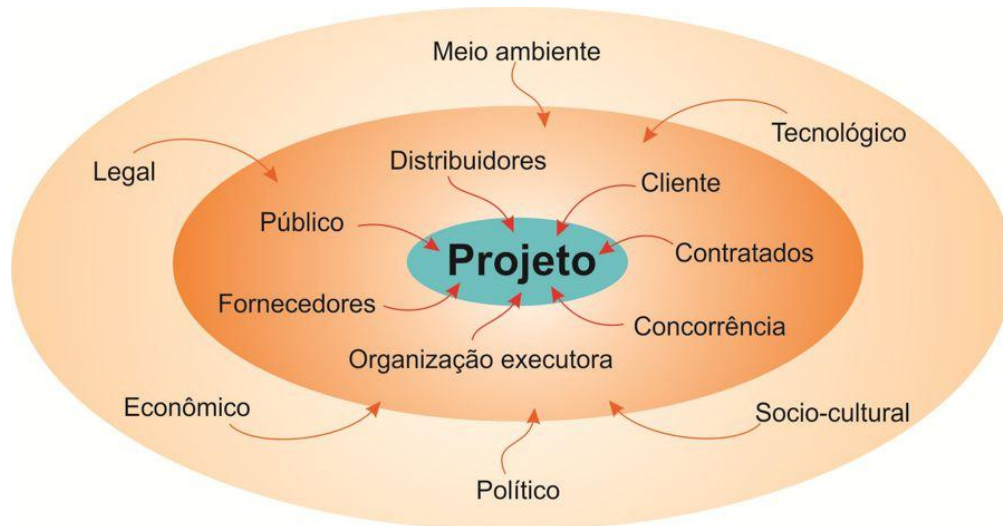 Meio ambiente
Tecnológico
Legal
Distribuidores
Cliente
Público
Projeto
Contratados
Fornecedores
Concorrência
Organização executora
Econômico
Socio-cultural
Político